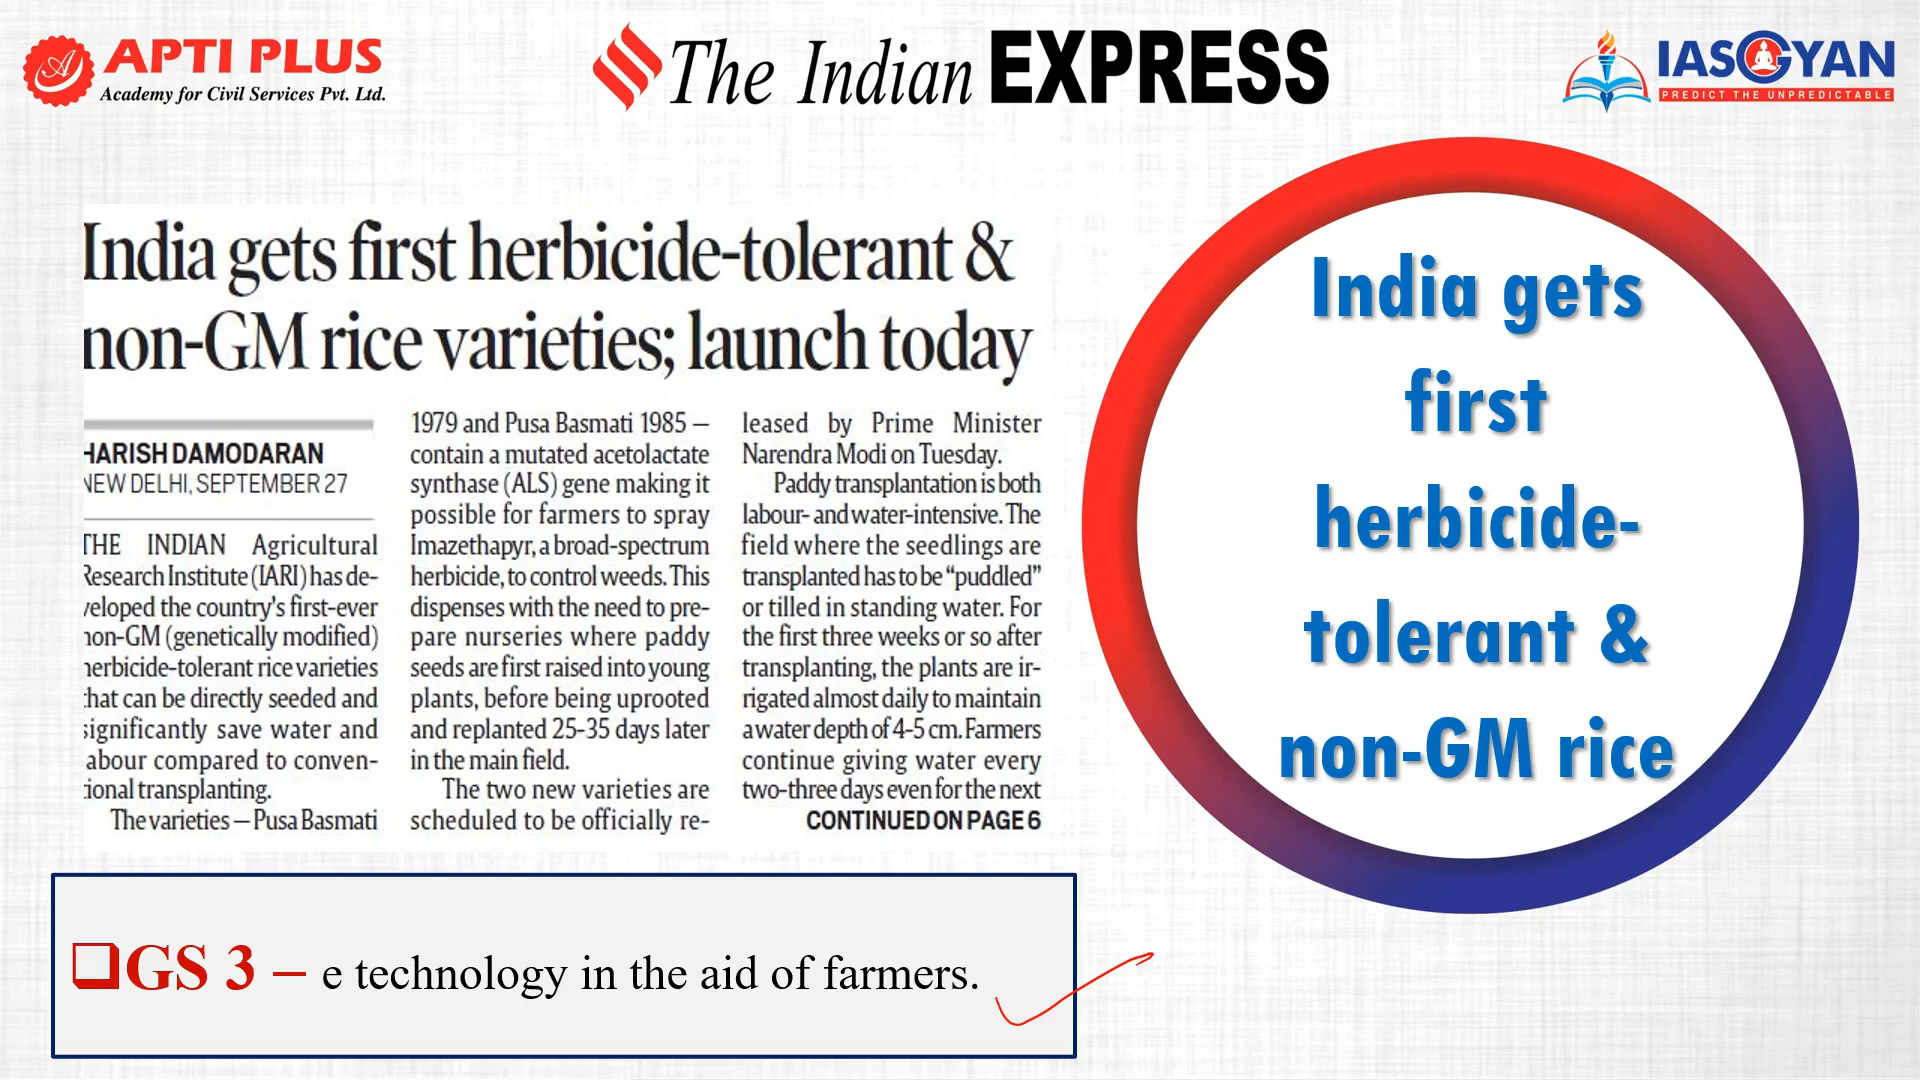 APTI PLUS
Academy for Civil Services Pvt. Ltd.
The Indian EXPRESS
IASGYAN
PREDICT THE UNPREDICTABLE
India gets first herbicide-tolerant &
non-GM rice varieties; launch today
HARISH DAMODARAN
NEW DELHI, SEPTEMBER 27
THE INDIAN Agricultural
Research Institute (IARI) has de-
veloped the country's first-ever
non-GM (genetically modified)
herbicide-tolerant rice varieties
that can be directly seeded and
significantly save water and
labour compared to conven-
tional transplanting.
The varieties — Pusa Basmati
1979 and Pusa Basmati 1985 —
contain a mutated acetolactate
synthase (ALS) gene making it
possible for farmers to spray
Imazethapyr, a broad-spectrum
herbicide, to control weeds. This
dispenses with the need to pre-
pare nurseries where paddy
seeds are first raised into young
plants, before being uprooted
and replanted 25-35 days later
in the main field.
The two new varieties are
scheduled to be officially re-
leased by Prime Minister
Narendra Modi on Tuesday.
Paddy transplantation is both
labour- and water-intensive. The
field where the seedlings are
transplanted has to be “puddled”
or tilled in standing water. For
the first three weeks or so after
transplanting, the plants are ir-
rigated almost daily to maintain
a water depth of 4-5 cm. Farmers
continue giving water every
two-three days even for the next
CONTINUED ON PAGE 6
India gets
first
herbicide-
tolerant &
non-GM rice
GS 3 – e technology in the aid of farmers.